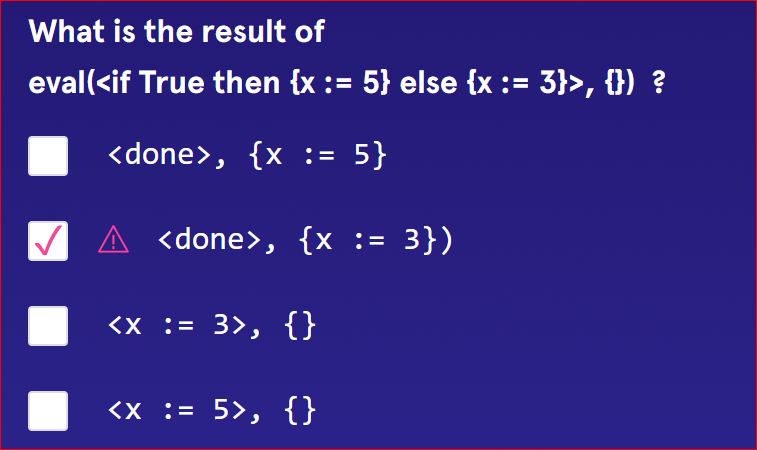 What is the result of
eval(<if True then {x := 5} else {x := 3}>, {}) ?
<done>, {x := 5}
<done>, {x := 3})
<x := 3>, {}
<x := 5>, {}